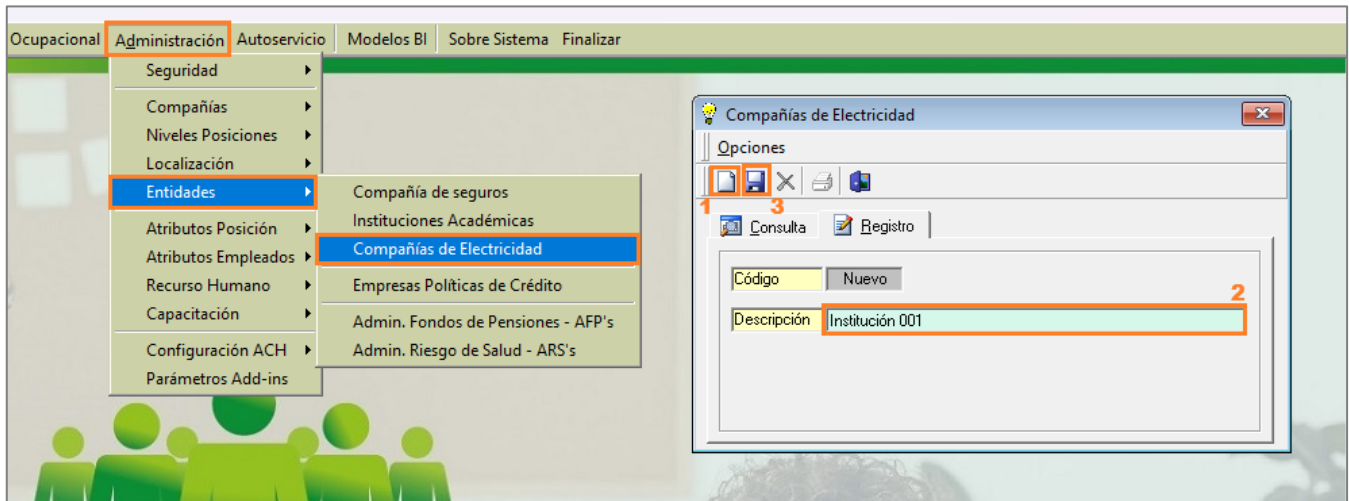 Ocupacional Administración Autoservicio Modelos BI Sobre Sistema Finalizar
Seguridad
Compañías
Niveles Posiciones
Localización
Entidades
Atributos Posición
Atributos Empleados
Recurso Humano
Capacitación
Configuración ACH
Parámetros Add-ins
Compañía de seguros
Instituciones Académicas
Compañías de Electricidad
Empresas Políticas de Crédito
Admin. Fondos de Pensiones - AFP's
Admin. Riesgo de Salud - ARS's
Compañías de Electricidad
Opciones
1 3
Consulta Registro
Código Nuevo
2
Descripción Institución 001